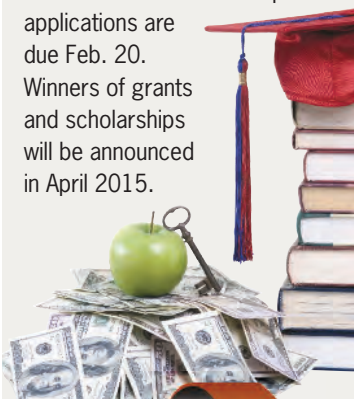 applications are
due Feb. 20.
Winners of grants
and scholarships
will be announced
in April 2015.